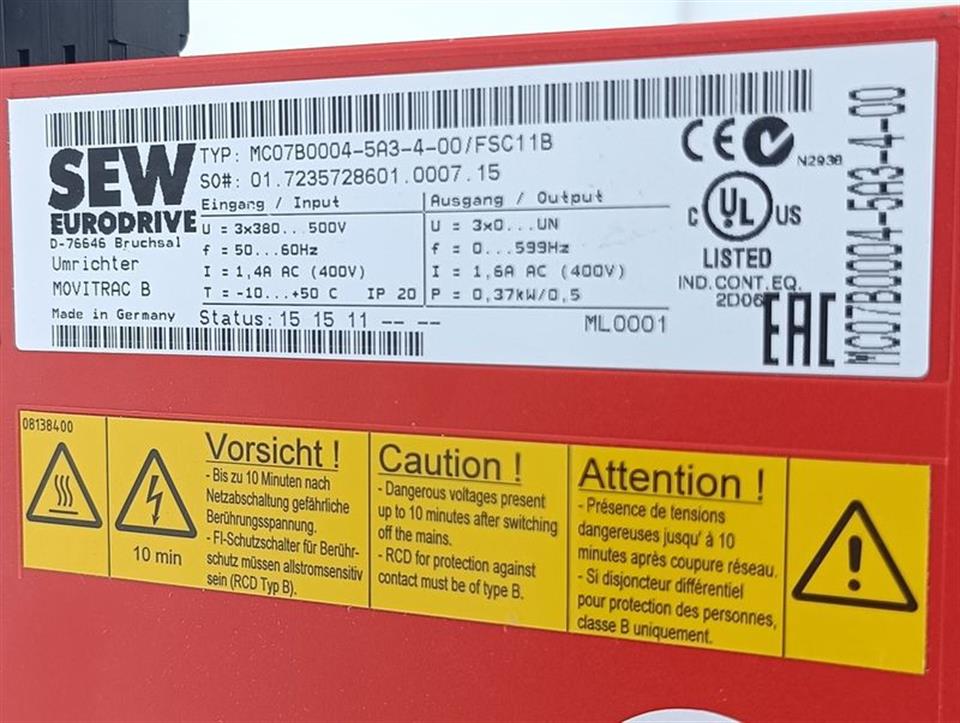 SEW
EURODRIVE
D-76646 Bruchsal
Umrichter
MOVITRAC B
Made in Germany
TYP: MC07B0004-5A3-4-00/FSC11B
SO#: 01.7235728601.0007.15
Eingang / Input
U = 3x380...500V
f = 50...60Hz
I = 1,4A AC (400V)
T = -10...+50 C IP 20
Status: 15 15 11 -- -- --
Ausgang / Output
U = 3x0...UN
f = 0...599Hz
I = 1,6A AC (400V)
P = 0,37kW/0,5
ML0001
CE
N2936
C UL US
LISTED
IND.CONT.EQ.
2D06
EAC
MC07B0004-5A3-4-00
08138400
10 min
Vorsicht !
- Bis zu 10 Minuten nach
Netzabschaltung gefährliche
Berührungsspannung.
- FI-Schutzschalter für Berühr-
schutz müssen allstromsensitiv
sein (RCD Typ B).
Caution !
- Dangerous voltages present
up to 10 minutes after switching
off the mains.
- RCD for protection against
contact must be of type B.
Attention !
- Présence de tensions
dangereuses jusqu' à 10
minutes après coupure réseau.
- Si disjoncteur différentiel
pour protection des personnes,
classe B uniquement.